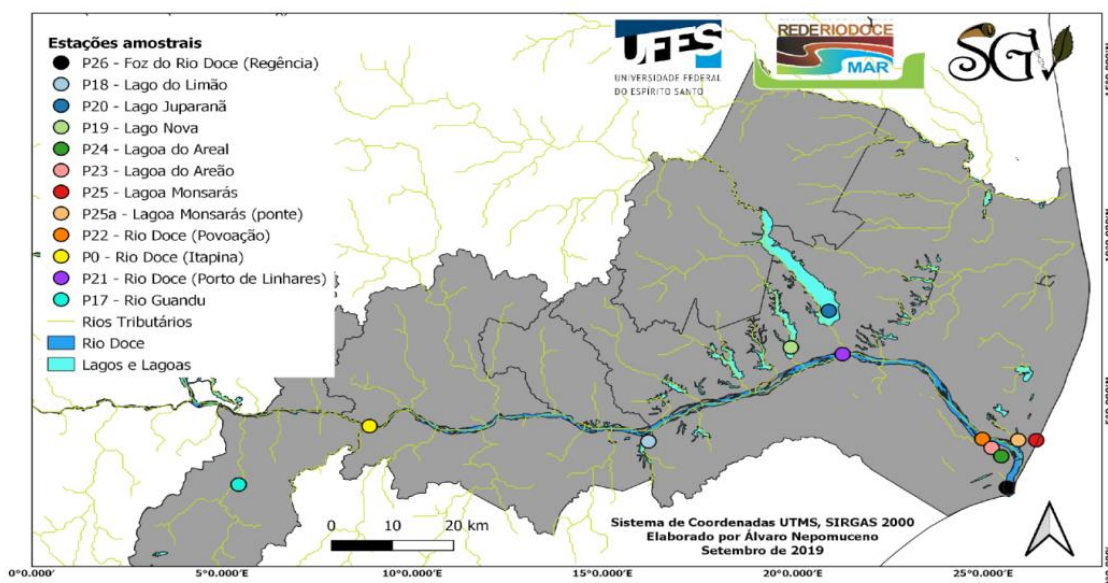 Estações amostrais
P26 - Foz do Rio Doce (Regência)
P18 - Lago do Limão
P20 - Lago Juparanã
P19 - Lago Nova
P24 - Lagoa do Areal
P23 - Lagoa do Areão
P25 - Lagoa Monsarás
P25a - Lagoa Monsarás (ponte)
P22 - Rio Doce (Povoação)
P0 - Rio Doce (Itapina)
P21 - Rio Doce (Porto de Linhares)
P17 - Rio Guandu
Rios Tributários
Rio Doce
Lagos e Lagoas
UFES
UNIVERSIDADE FEDERAL
DO ESPÍRITO SANTO
REDERIODOCE
MAR
SGV
0 10 20 km
Sistema de Coordenadas UTMS, SIRGAS 2000
Elaborado por Álvaro Nepomuceno
Setembro de 2019
0°0.000'E 5°0.000'E 10°0.000'E 15°0.000'E 20°0.000'E 25°0.000'E